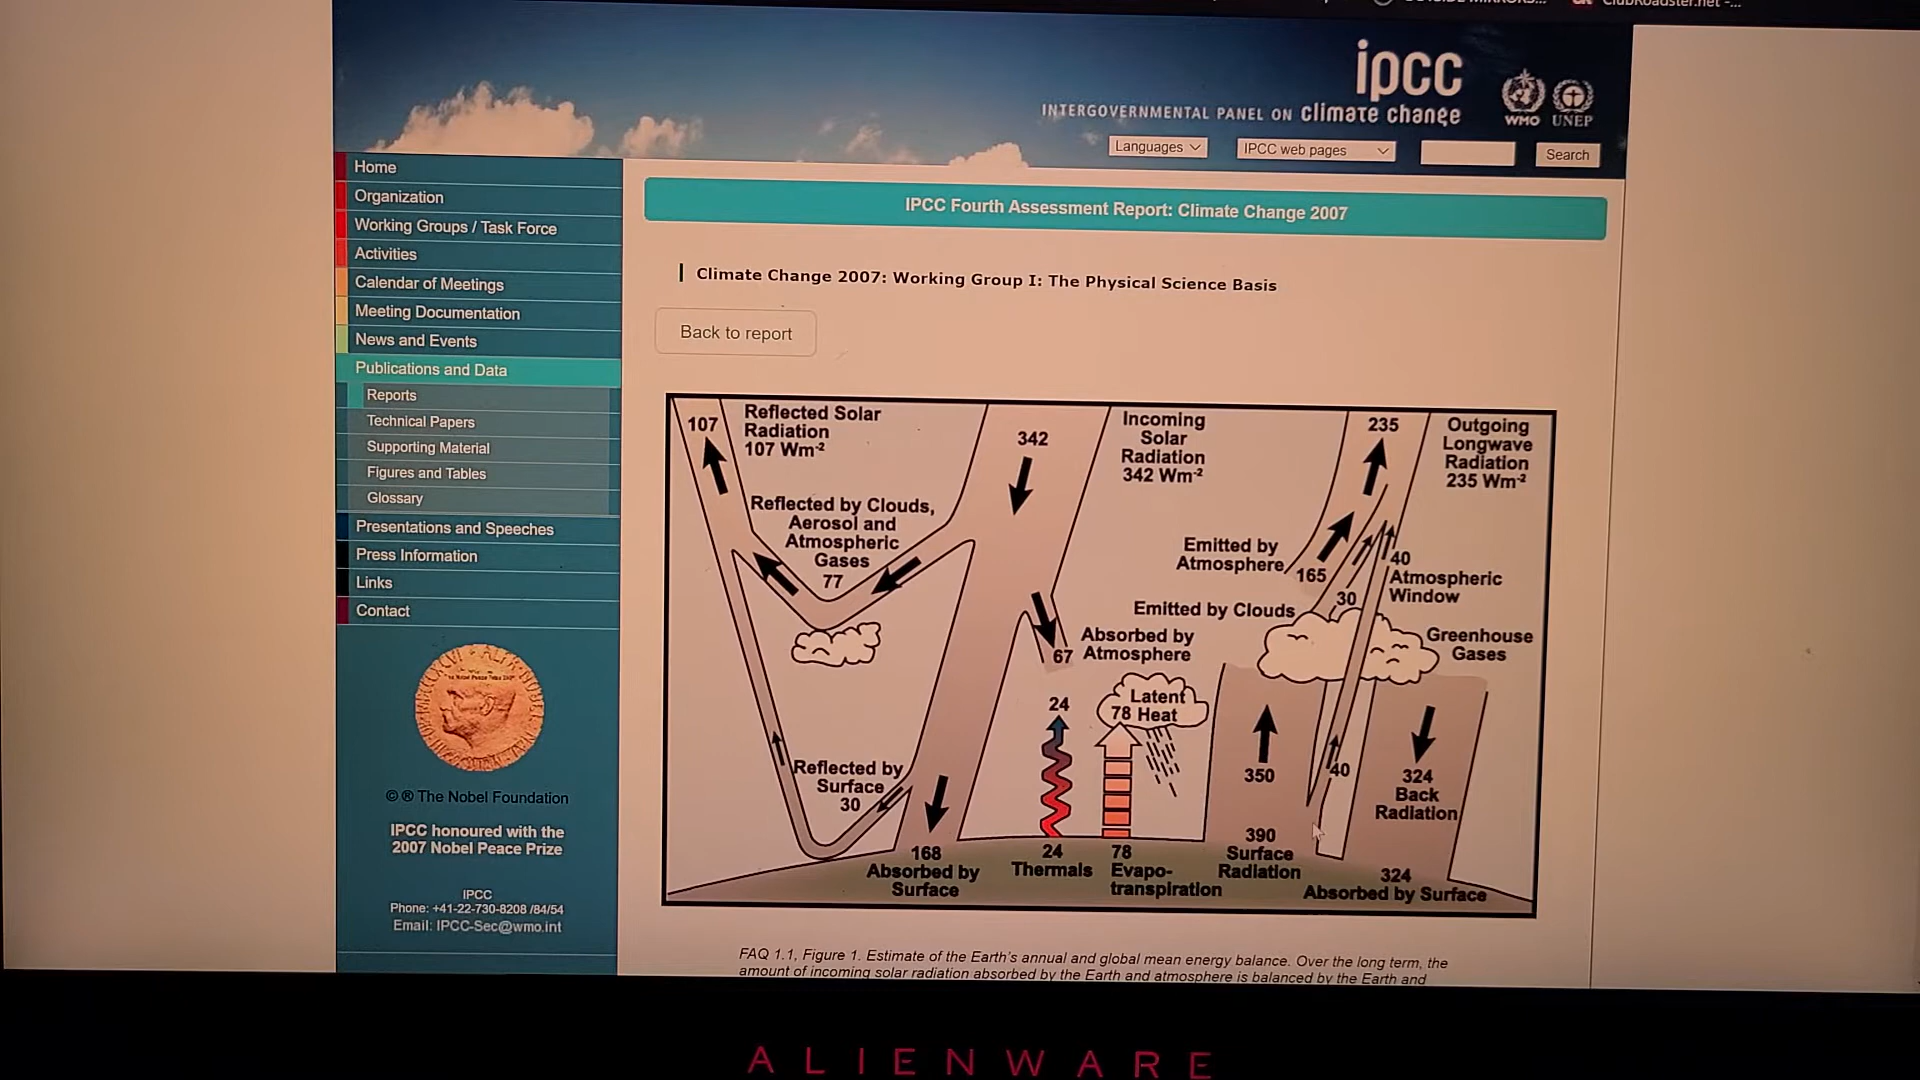 ClubRoadster.net -...
ipcc
INTERGOVERNMENTAL PANEL ON climate change
WMO
UNEP
Languages
IPCC web pages
Search
Home
Organization
Working Groups / Task Force
Activities
Calendar of Meetings
Meeting Documentation
News and Events
Publications and Data
Reports
Technical Papers
Supporting Material
Figures and Tables
Glossary
Presentations and Speeches
Press Information
Links
Contact
© ® The Nobel Foundation
IPCC honoured with the
2007 Nobel Peace Prize
IPCC
Phone: +41-22-730-8208 /84/54
Email: IPCC-Sec@wmo.int
IPCC Fourth Assessment Report: Climate Change 2007
Climate Change 2007: Working Group I: The Physical Science Basis
Back to report
107
Reflected Solar
Radiation
107 Wm-2
342
Incoming
Solar
Radiation
342 Wm-2
235
Outgoing
Longwave
Radiation
235 Wm-2
Reflected by Clouds,
Aerosol and
Atmospheric
Gases
77
Emitted by
Atmosphere
165
40
Atmospheric
Window
Emitted by Clouds
30
Greenhouse
Gases
Absorbed by
67 Atmosphere
24
Latent
78 Heat
Reflected by
Surface
30
350
40
324
Back
Radiation
390
Surface
Radiation
168
Absorbed by
Surface
24
Thermals
78
Evapo-
transpiration
324
Absorbed by Surface
FAQ 1.1, Figure 1. Estimate of the Earth's annual and global mean energy balance. Over the long term, the
amount of incoming solar radiation absorbed by the Earth and atmosphere is balanced by the Earth and
ALIENWARE